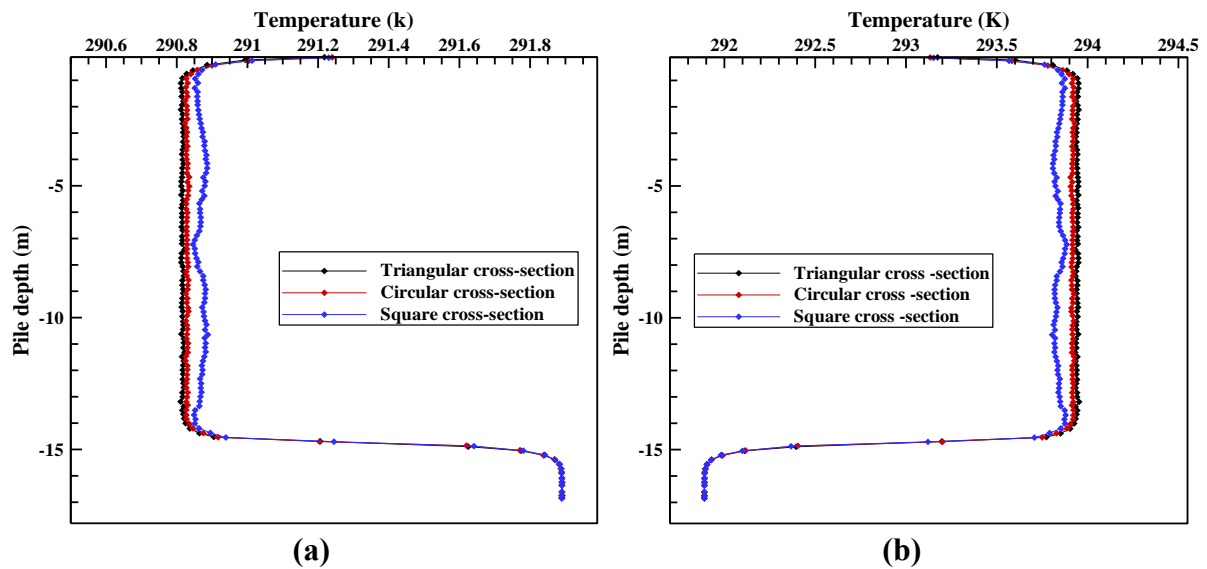 Temperature (k)
290.6 290.8 291 291.2 291.4 291.6 291.8
Pile depth (m)
-5
-10
-15
Triangular cross-section
Circular cross-section
Square cross-section
(a)
Temperature (K)
292 292.5 293 293.5 294 294.5
Pile depth (m)
-5
-10
-15
Triangular cross -section
Circular cross -section
Square cross -section
(b)